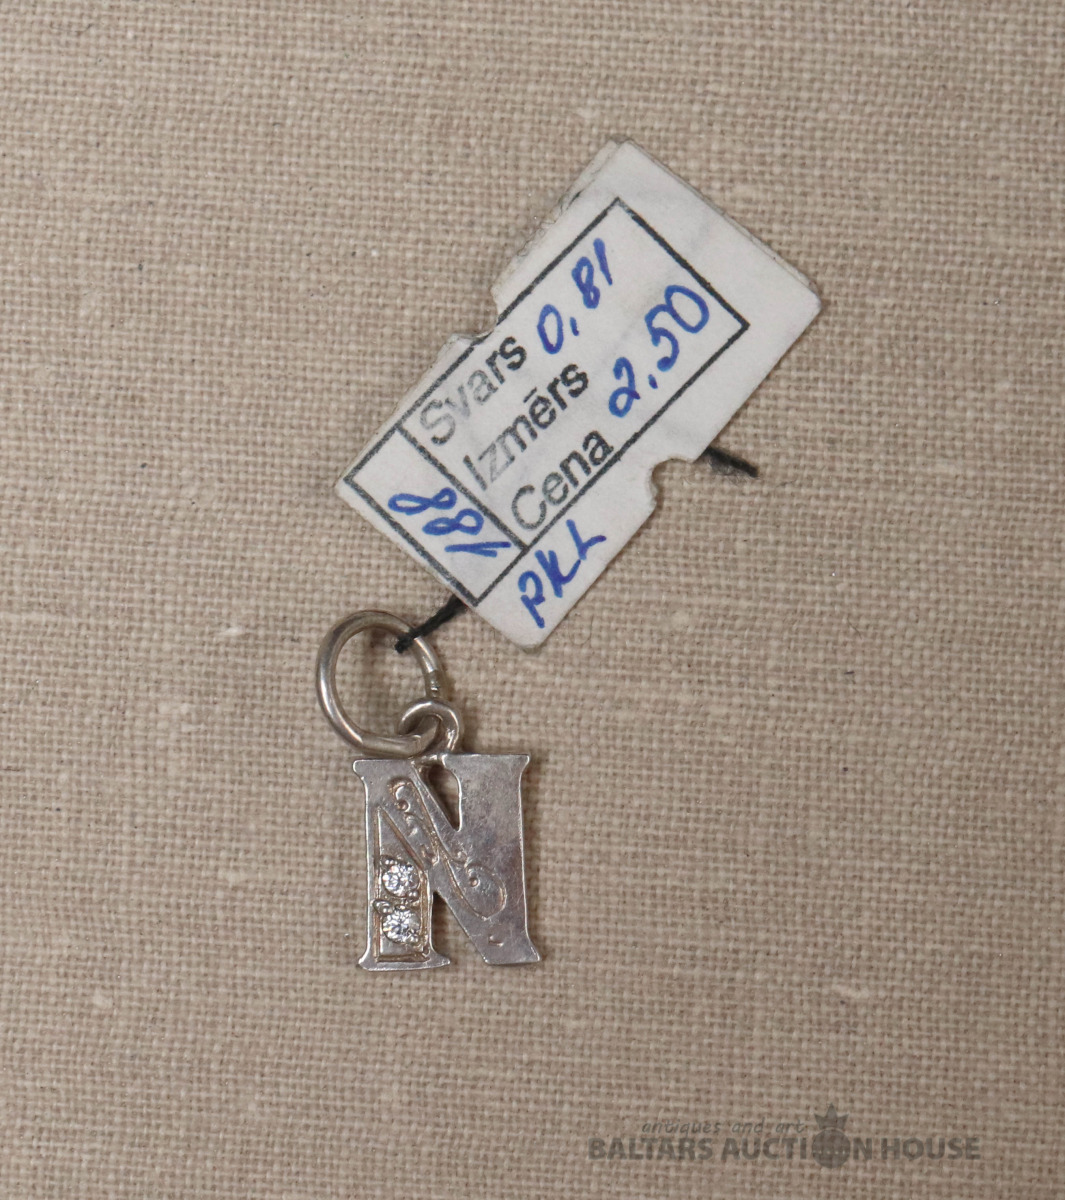 Svars 0,81
Izmērs
Cena 2,50
188
PKL
N
antiques and art
BALTARS AUCTION HOUSE